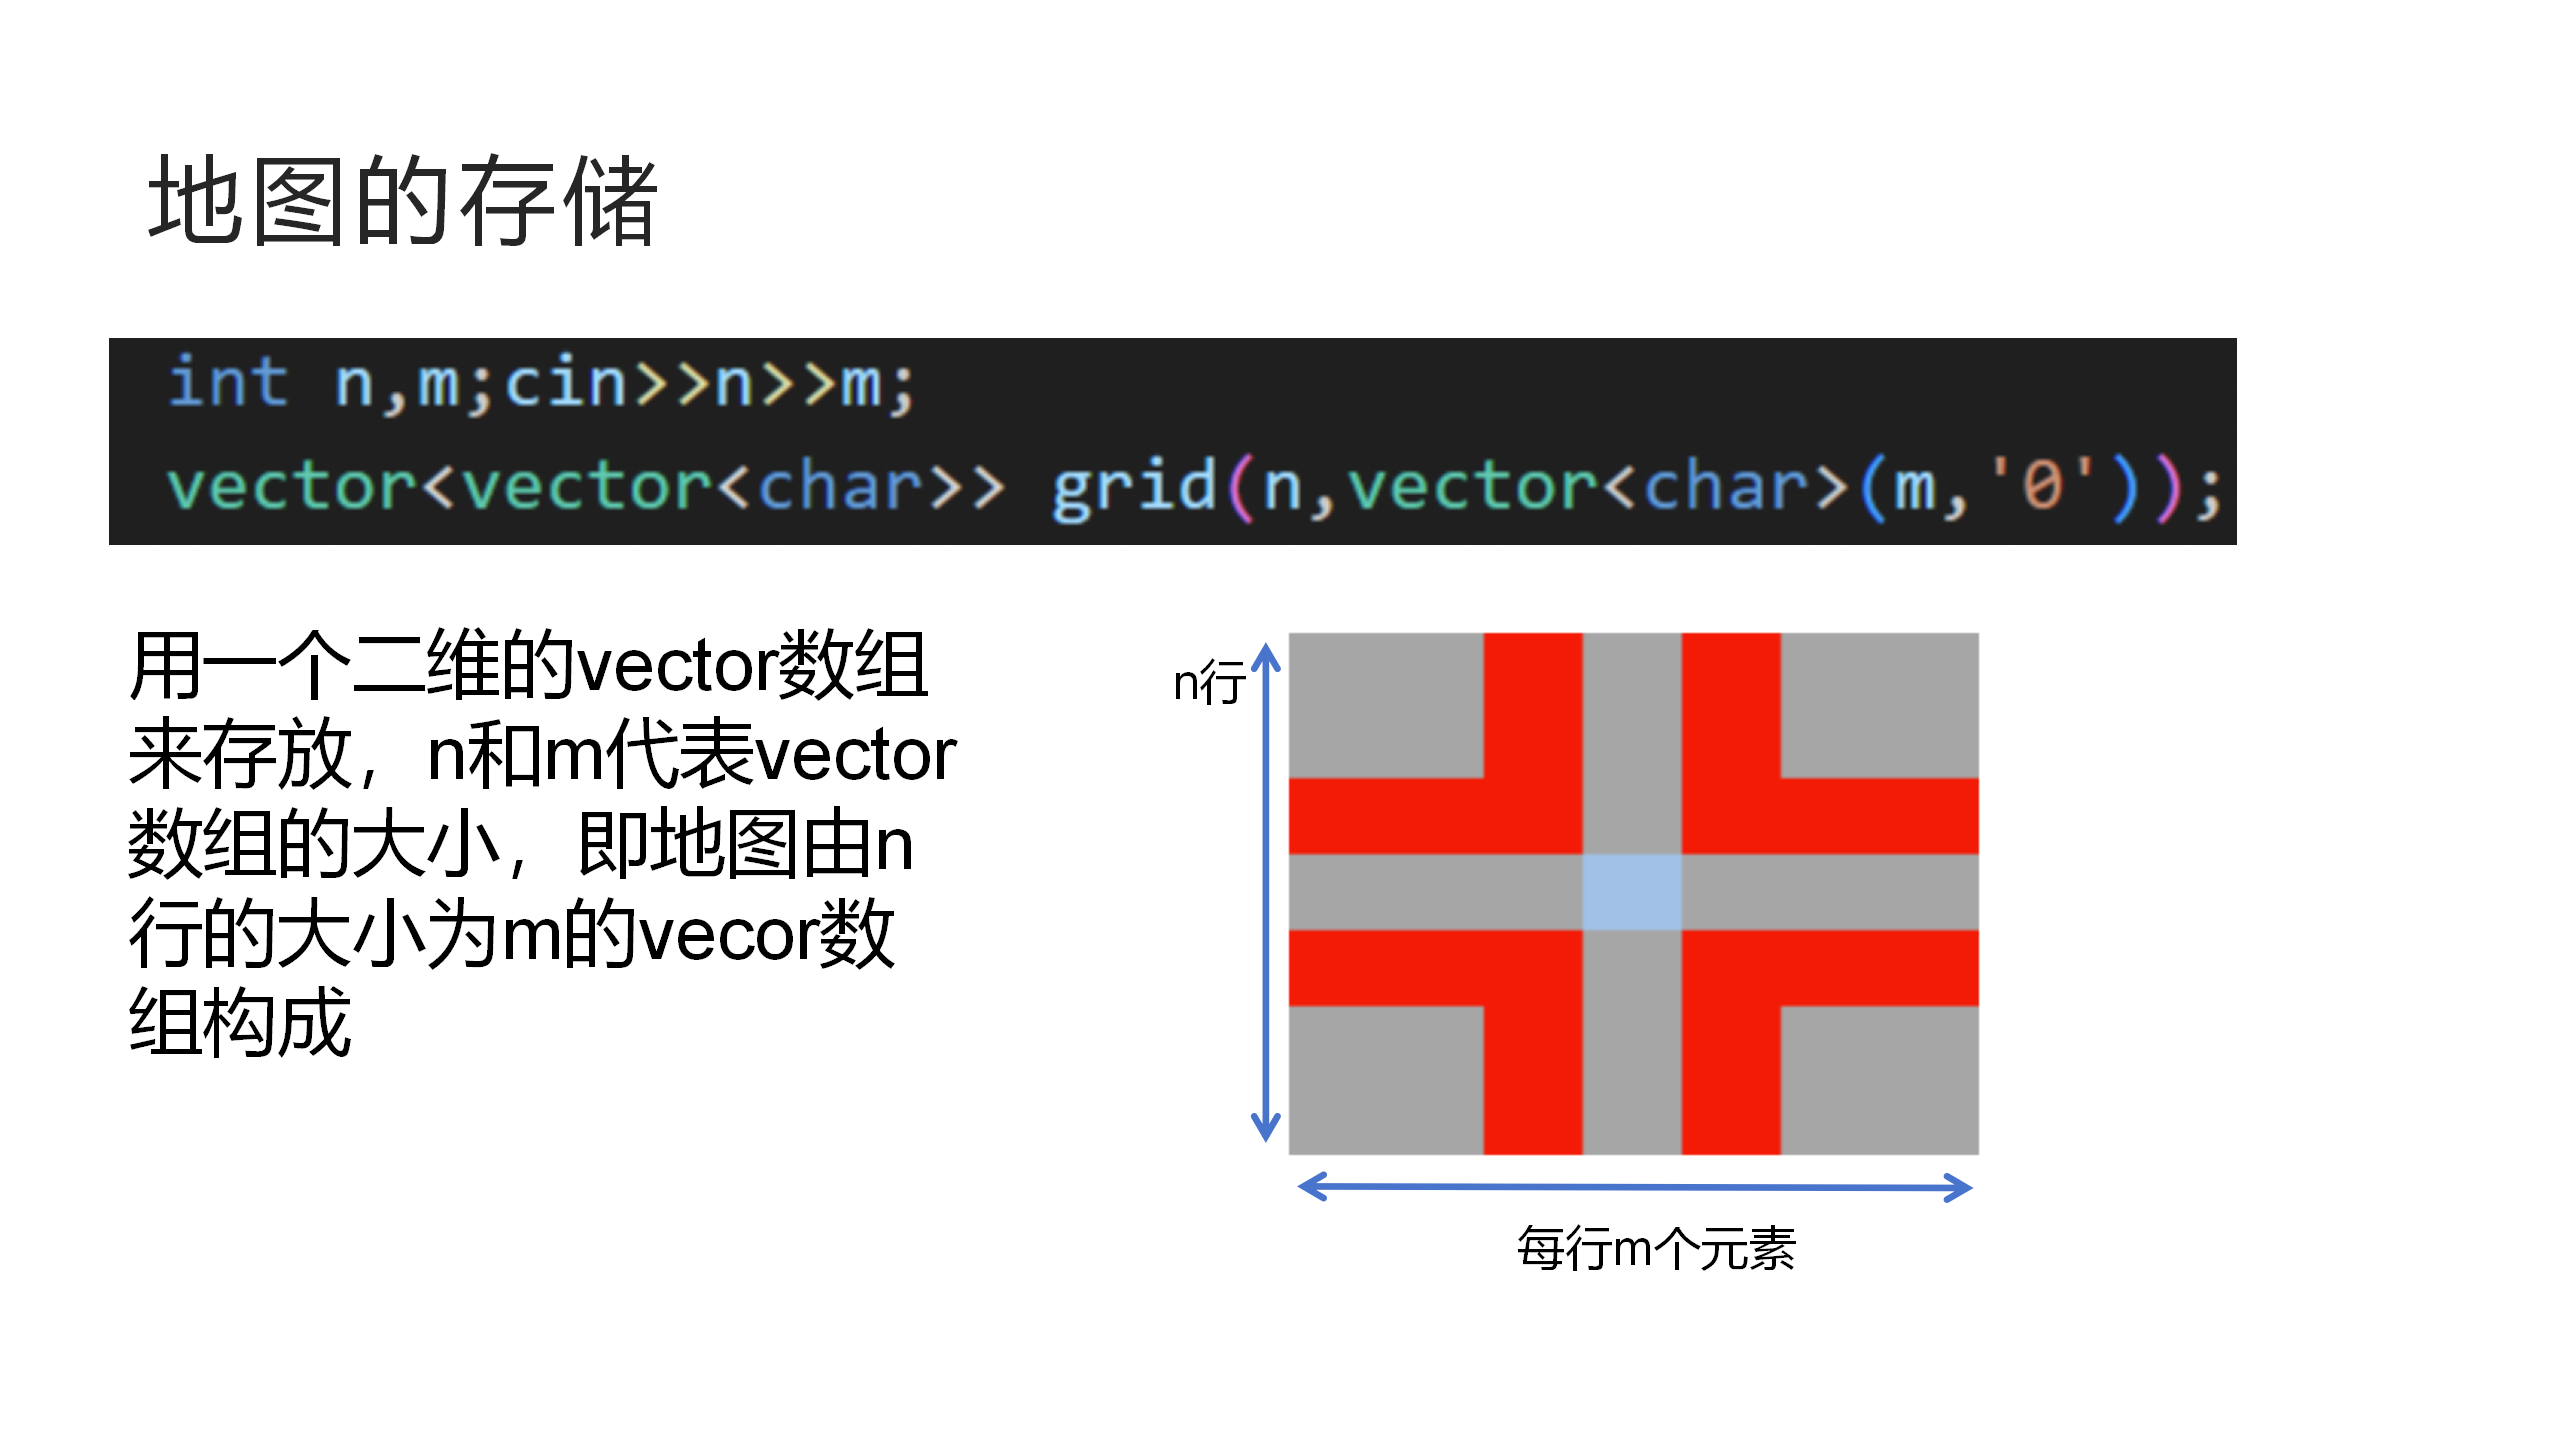 地图的存储
int n,m;cin>>n>>m;
vector<vector<char>> grid(n,vector<char>(m,'0'));
用一个二维的vector数组
来存放，n和m代表vector
数组的大小，即地图由n
行的大小为m的vecor数
组构成
n行
每行m个元素